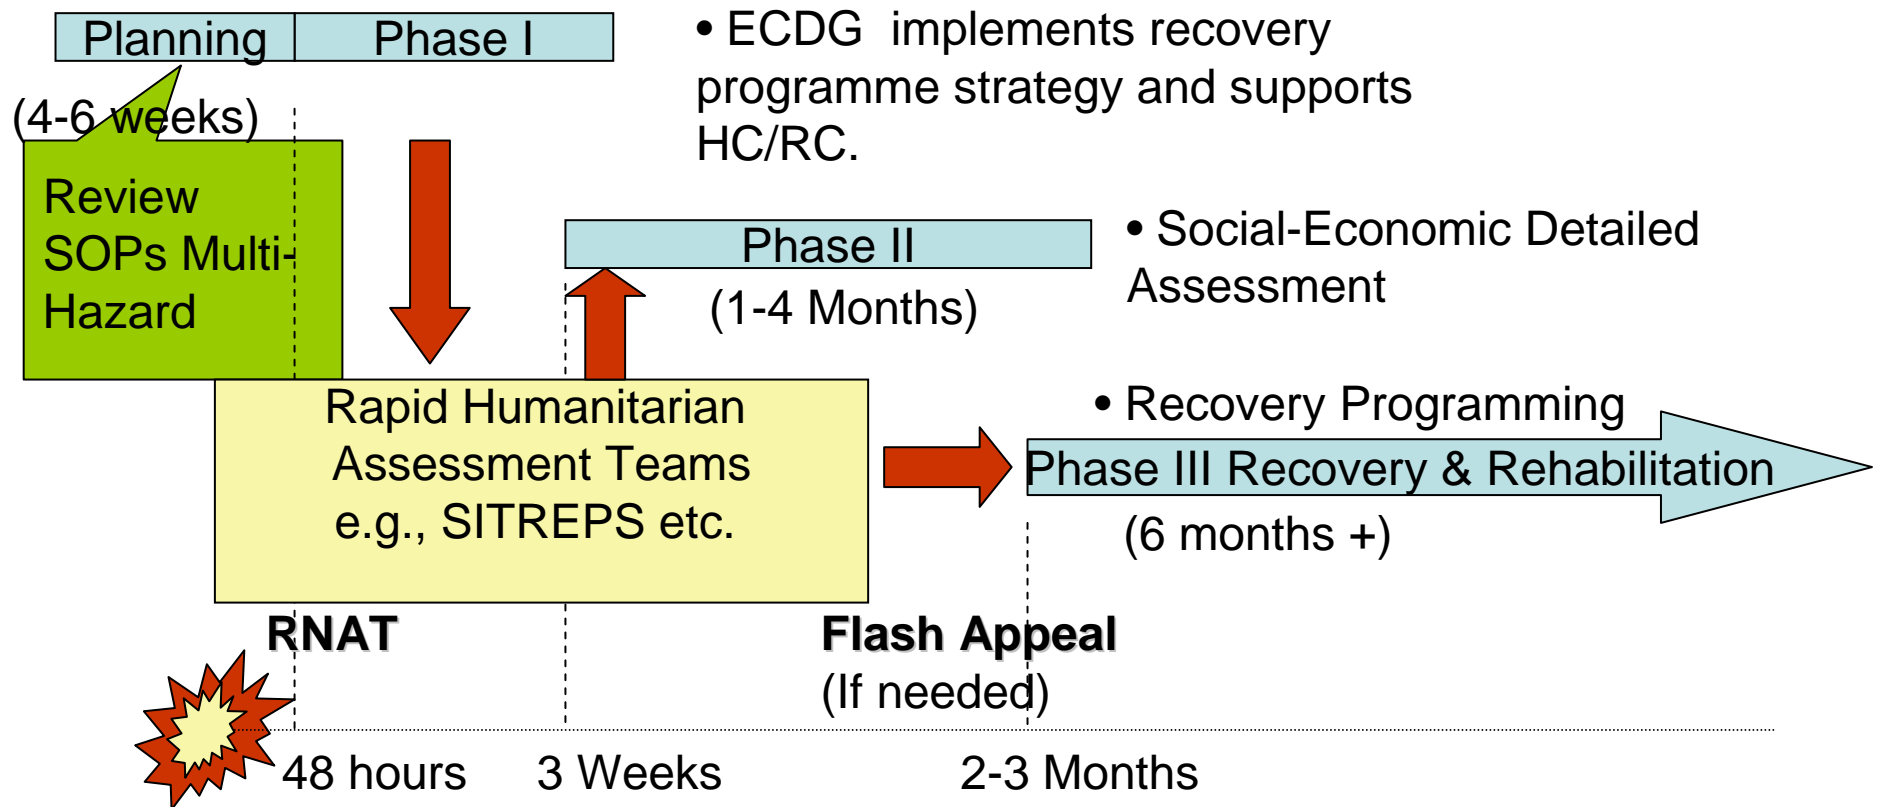 Planning Phase I
• ECDG implements recovery
programme strategy and supports
HC/RC.
(4-6 weeks)
Review
SOPs Multi-
Hazard
Phase II
(1-4 Months)
• Social-Economic Detailed
Assessment
Rapid Humanitarian
Assessment Teams
e.g., SITREPS etc.
• Recovery Programming
Phase III Recovery & Rehabilitation
(6 months +)
RNAT
Flash Appeal
(If needed)
48 hours 3 Weeks 2-3 Months